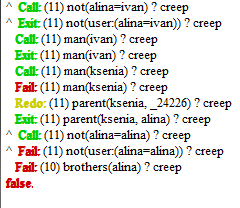 ^ Call: (11) not(alina=ivan) ? creep
^ Exit: (11) not(user:(alina=ivan)) ? creep
Call: (11) man(ivan) ? creep
Exit: (11) man(ivan) ? creep
Call: (11) man(ksenia) ? creep
Fail: (11) man(ksenia) ? creep
Redo: (11) parent(ksenia, _24226) ? creep
Exit: (11) parent(ksenia, alina) ? creep
^ Call: (11) not(alina=alina) ? creep
^ Fail: (11) not(user:(alina=alina)) ? creep
Fail: (10) brothers(alina) ? creep
false.